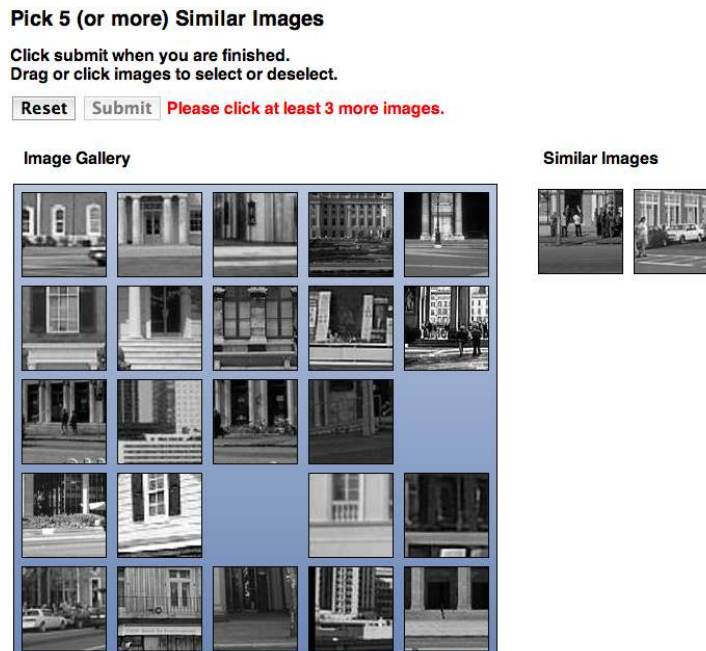 Pick 5 (or more) Similar Images
Click submit when you are finished.
Drag or click images to select or deselect.
Reset Submit Please click at least 3 more images.
Image Gallery
Similar Images